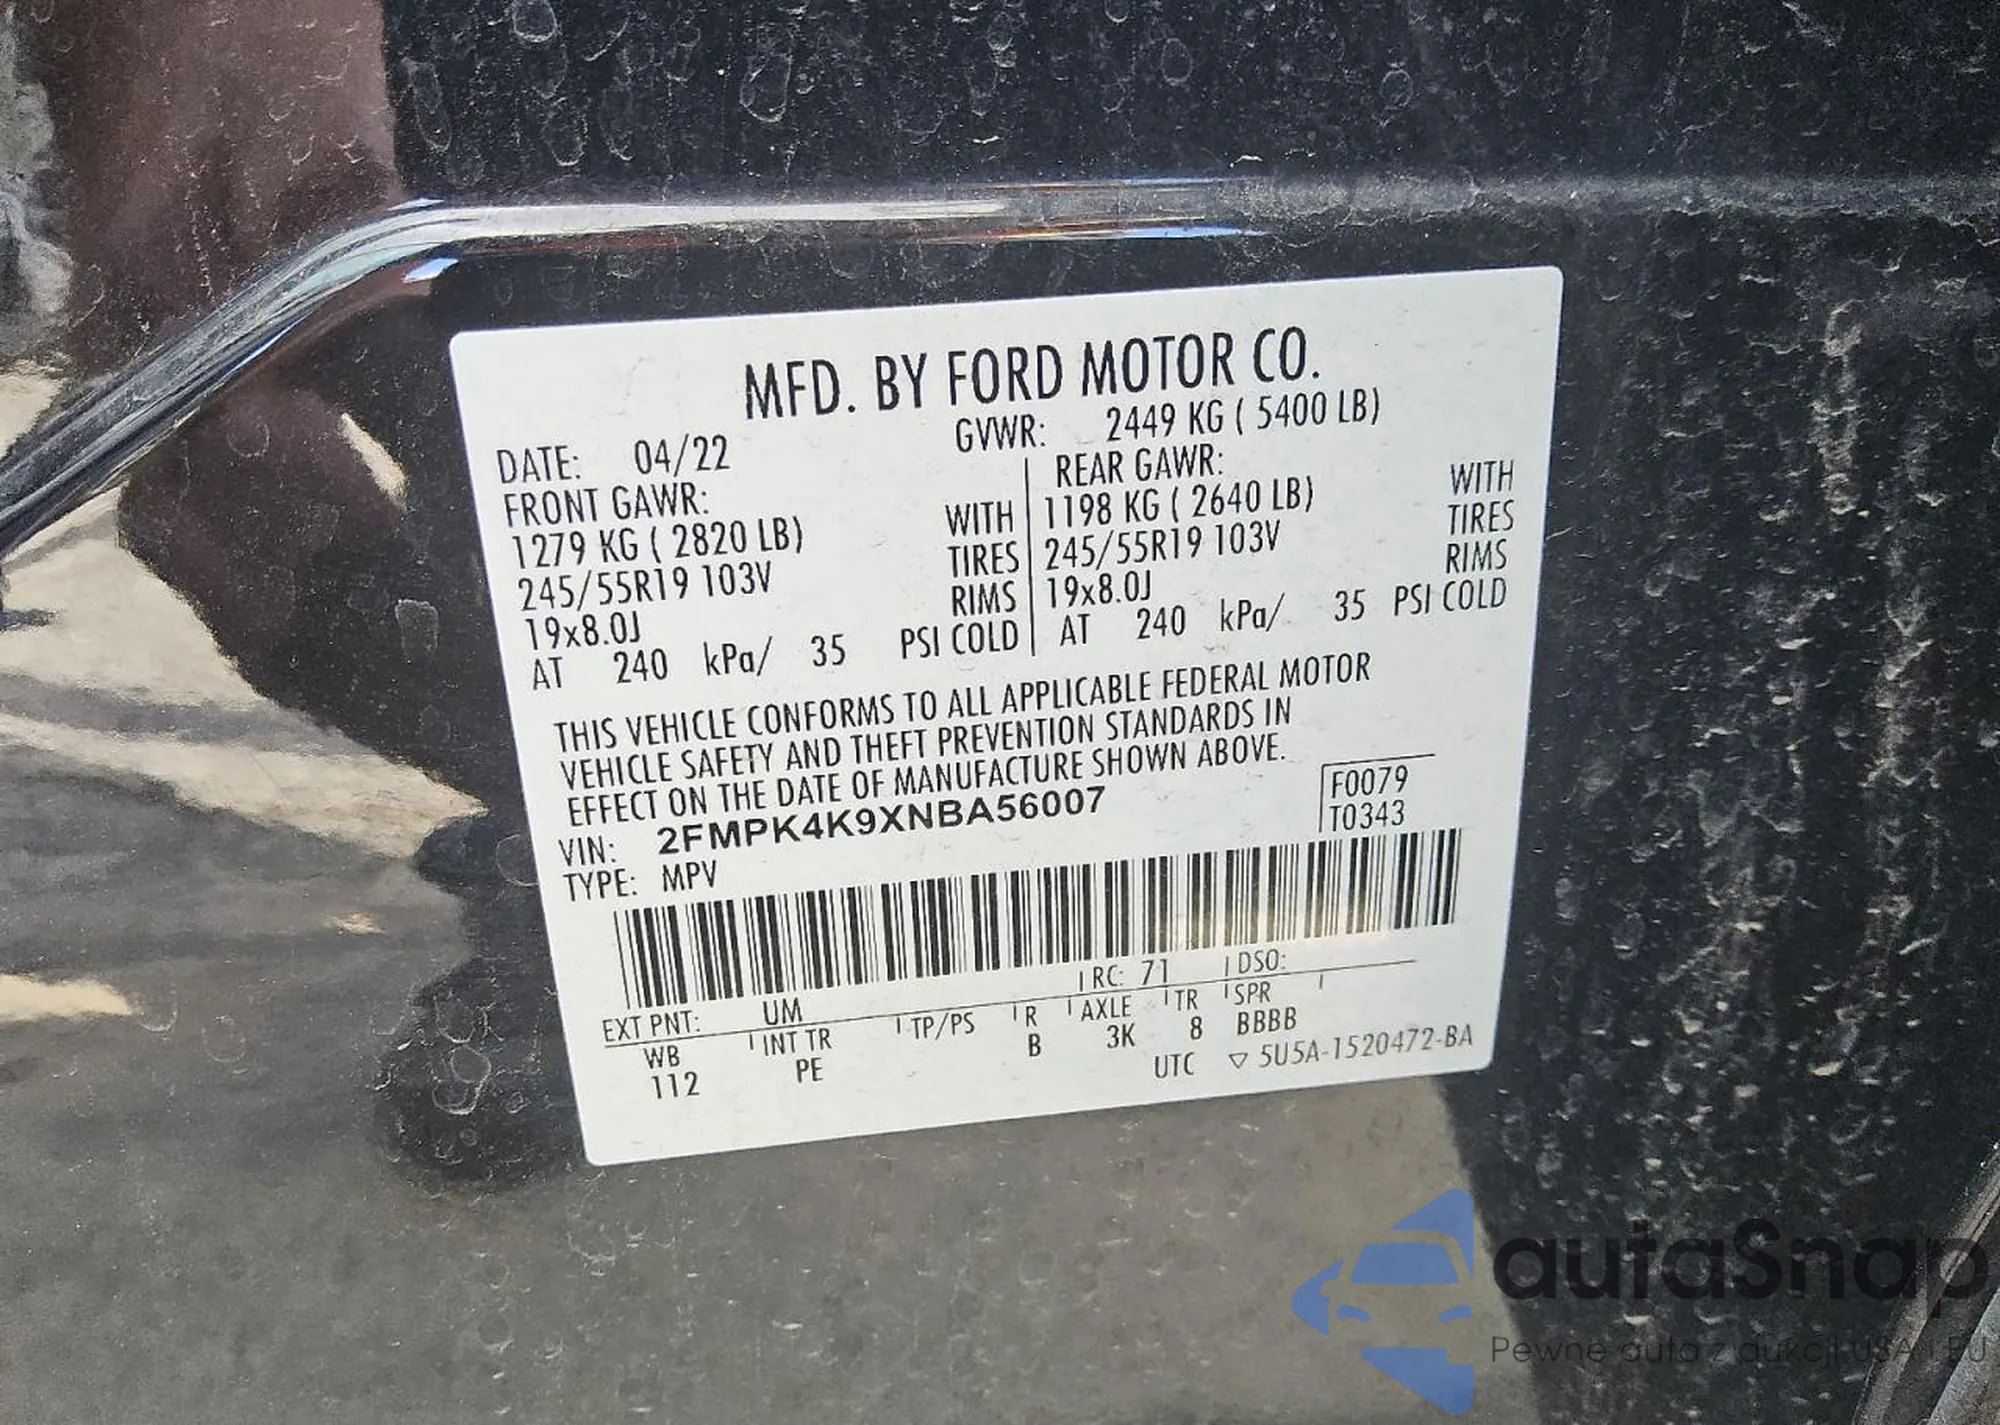 MFD. BY FORD MOTOR CO.
DATE: 04/22 GVWR: 2449 KG ( 5400 LB)
FRONT GAWR: REAR GAWR:
1279 KG ( 2820 LB) WITH 1198 KG ( 2640 LB) WITH
245/55R19 103V TIRES 245/55R19 103V TIRES
19x8.0J RIMS 19x8.0J RIMS
AT 240 kPa/ 35 PSI COLD AT 240 kPa/ 35 PSI COLD
THIS VEHICLE CONFORMS TO ALL APPLICABLE FEDERAL MOTOR
VEHICLE SAFETY AND THEFT PREVENTION STANDARDS IN
EFFECT ON THE DATE OF MANUFACTURE SHOWN ABOVE.
VIN: 2FMPK4K9XNBA56007 F0079
TYPE: MPV T0343
EXT PNT: UM RC: 71 DSO:
WB INT TR TP/PS R AXLE TR SPR
112 PE B 3K 8 BBBB
UTC ▽ 5U5A-1520472-BA
autaSnap
Pewne auta z aukcji USA i EU